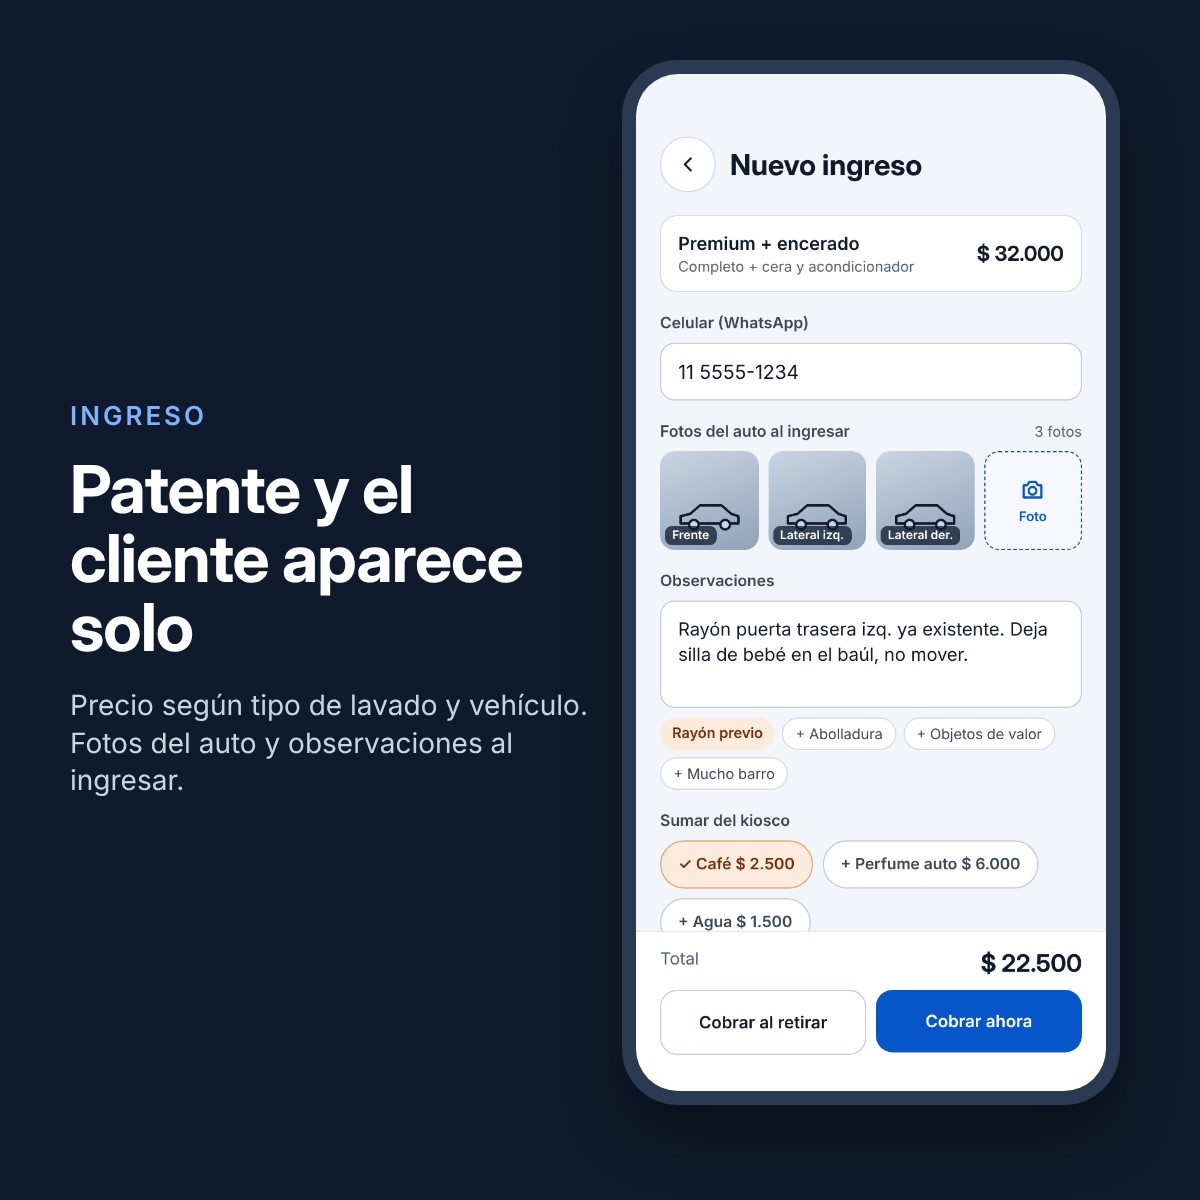 INGRESO
Patente y el
cliente aparece
solo
Precio según tipo de lavado y vehículo.
Fotos del auto y observaciones al
ingresar.
Nuevo ingreso
Premium + encerado
Completo + cera y acondicionador
$ 32.000
Celular (WhatsApp)
11 5555-1234
Fotos del auto al ingresar
3 fotos
Frente
Lateral izq.
Lateral der.
Foto
Observaciones
Rayón puerta trasera izq. ya existente. Deja
silla de bebé en el baúl, no mover.
Rayón previo
+ Abolladura
+ Objetos de valor
+ Mucho barro
Sumar del kiosco
✓ Café $ 2.500
+ Perfume auto $ 6.000
+ Agua $ 1.500
Total
$ 22.500
Cobrar al retirar
Cobrar ahora